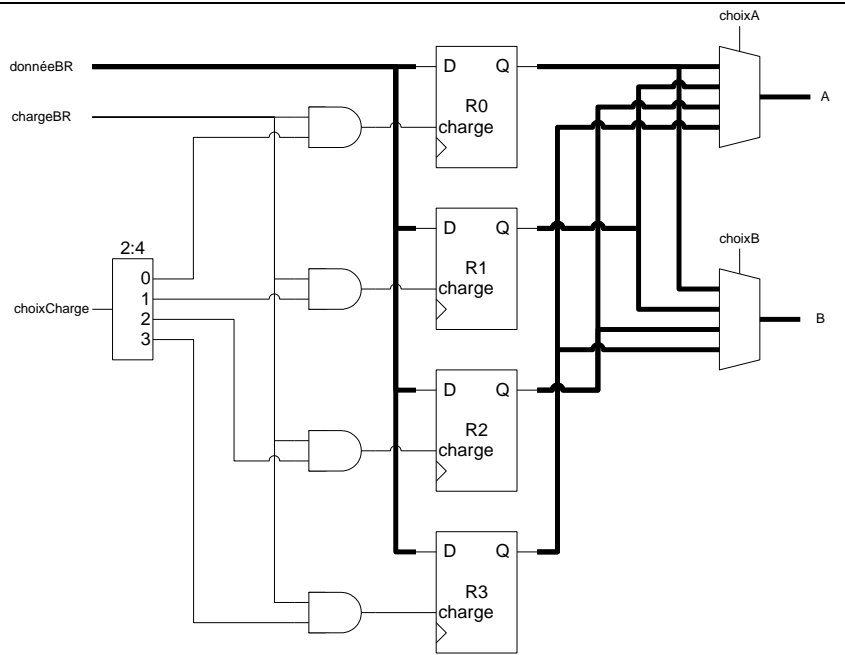 choixA
donnéeBR
D Q
R0
charge
A
chargeBR
D Q
R1
charge
2:4
0
1
2
3
choixCharge
choixB
B
D Q
R2
charge
D Q
R3
charge